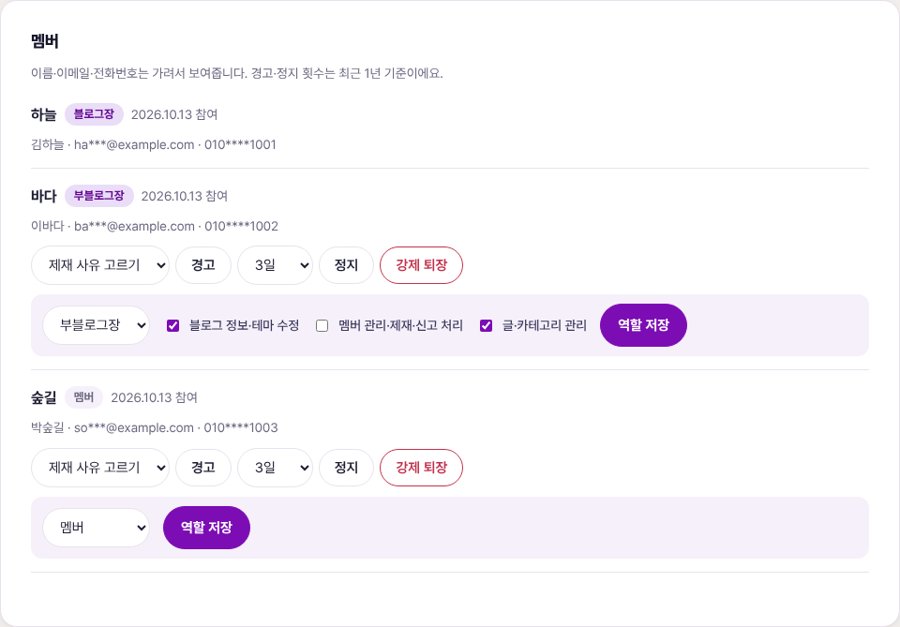 멤버
이름·이메일·전화번호는 가려서 보여줍니다. 경고·정지 횟수는 최근 1년 기준이에요.
하늘 블로그장 2026.10.13 참여
김하늘 · ha***@example.com · 010****1001
바다 부블로그장 2026.10.13 참여
이바다 · ba***@example.com · 010****1002
제재 사유 고르기 경고 3일 정지 강제 퇴장
부블로그장 블로그 정보·테마 수정 멤버 관리·제재·신고 처리 글·카테고리 관리 역할 저장
숲길 멤버 2026.10.13 참여
박숲길 · so***@example.com · 010****1003
제재 사유 고르기 경고 3일 정지 강제 퇴장
멤버 역할 저장